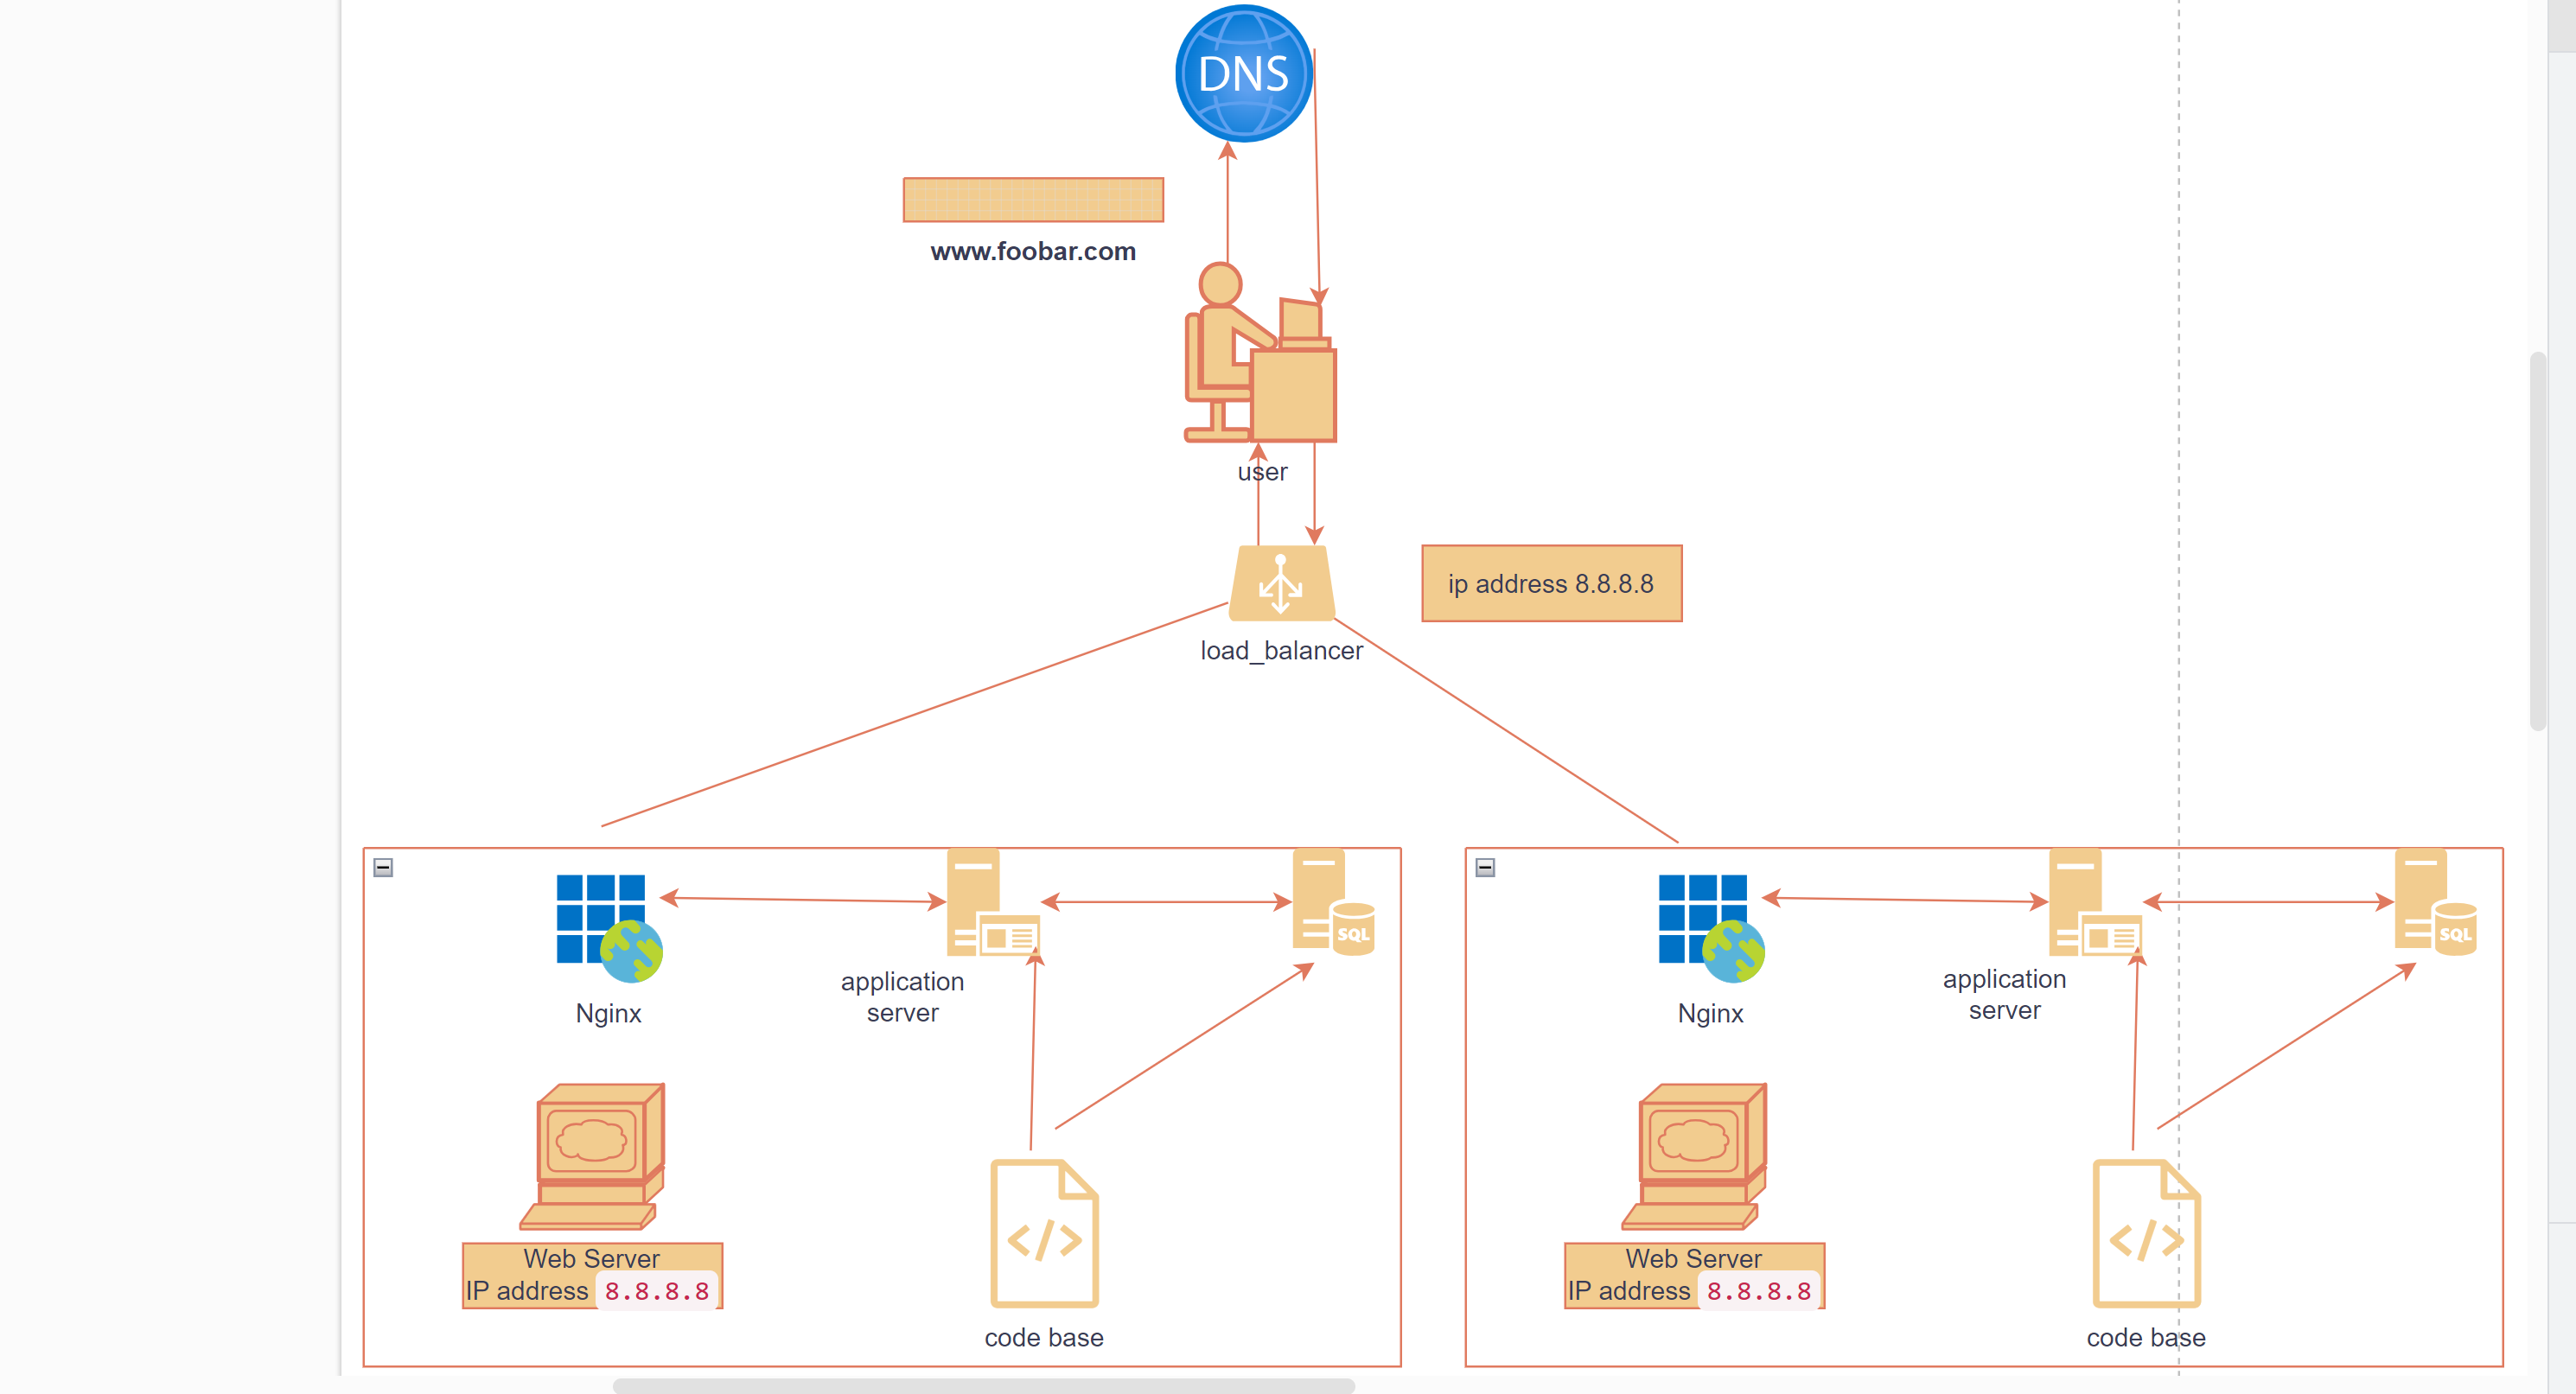 DNS
www.foobar.com
user
ip address 8.8.8.8
load_balancer
SQL
application
server
Nginx
Web Server
IP address 8.8.8.8
code base
SQL
application
server
Nginx
Web Server
IP address 8.8.8.8
code base